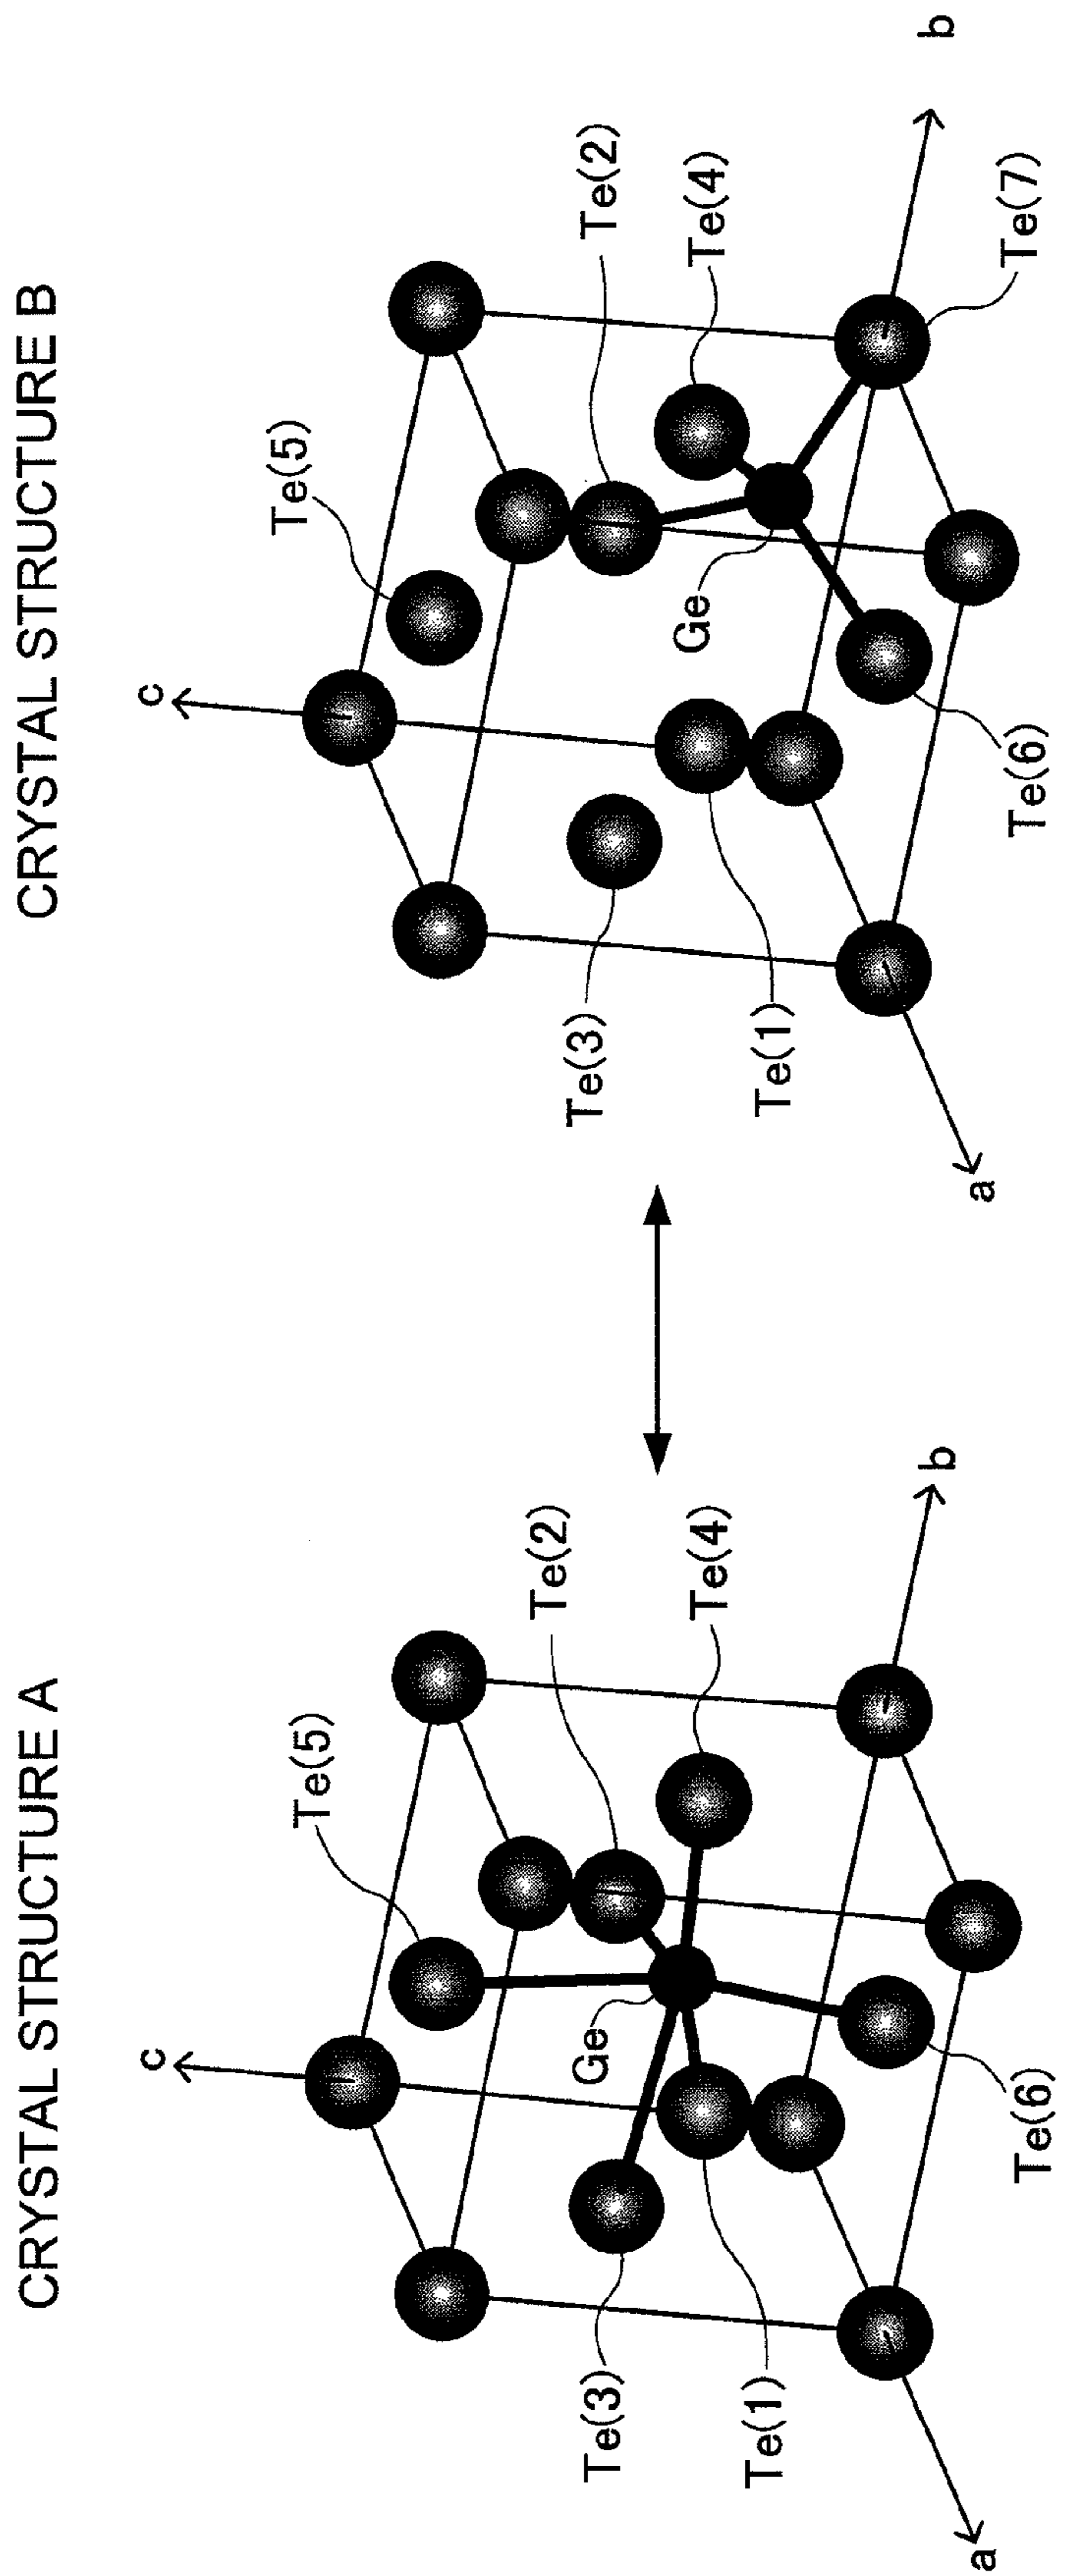 CRYSTAL STRUCTURE A
c
Te(5)
Te(2)
Ge
Te(3)
Te(4)
Te(1)
Te(6)
a
b
CRYSTAL STRUCTURE B
c
Te(5)
Te(2)
Te(3)
Ge
Te(4)
Te(1)
Te(6)
Te(7)
a
b